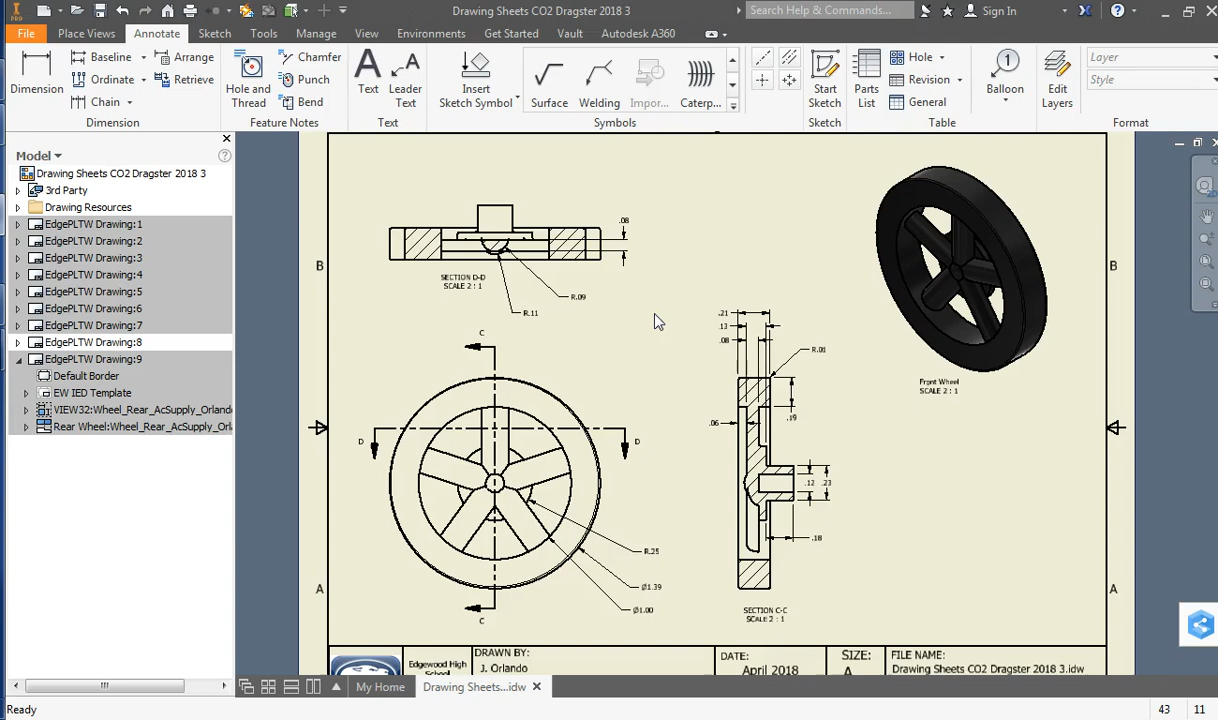 Drawing Sheets CO2 Dragster 2018 3
Search Help & Commands...
Sign In
PRO
File
Place Views
Annotate
Sketch
Tools
Manage
View
Environments
Get Started
Vault
Autodesk A360
Dimension
Baseline
Ordinate
Chain
Arrange
Retrieve
Dimension
Hole and
Thread
Chamfer
Punch
Bend
Feature Notes
Text
Leader
Text
Text
Insert
Sketch Symbol
Surface
Welding
Impor...
Caterp...
Symbols
Start
Sketch
Sketch
Parts
List
Hole
Revision
General
Table
Balloon
Edit
Layers
Layer
Style
Format
Model
Drawing Sheets CO2 Dragster 2018 3
3rd Party
Drawing Resources
EdgePLTW Drawing:1
EdgePLTW Drawing:2
EdgePLTW Drawing:3
EdgePLTW Drawing:4
EdgePLTW Drawing:5
EdgePLTW Drawing:6
EdgePLTW Drawing:7
EdgePLTW Drawing:8
EdgePLTW Drawing:9
Default Border
EW IED Template
VIEW32:Wheel_Rear_AcSupply_Orlando
Rear Wheel:Wheel_Rear_AcSupply_Orl
B
B
A
A
.08
SECTION D-D
SCALE 2 : 1
R.09
R.11
C
D
D
R.25
Ø1.39
Ø1.00
C
.21
.13
.08
R.01
.19
.06
.12
.23
.18
SECTION C-C
SCALE 2 : 1
Front Wheel
SCALE 2 : 1
Edgewood High
School
DRAWN BY:
J. Orlando
DATE:
April 2018
SIZE:
A
FILE NAME:
Drawing Sheets CO2 Dragster 2018 3.idw
My Home
Drawing Sheets...idw
Ready
43
11